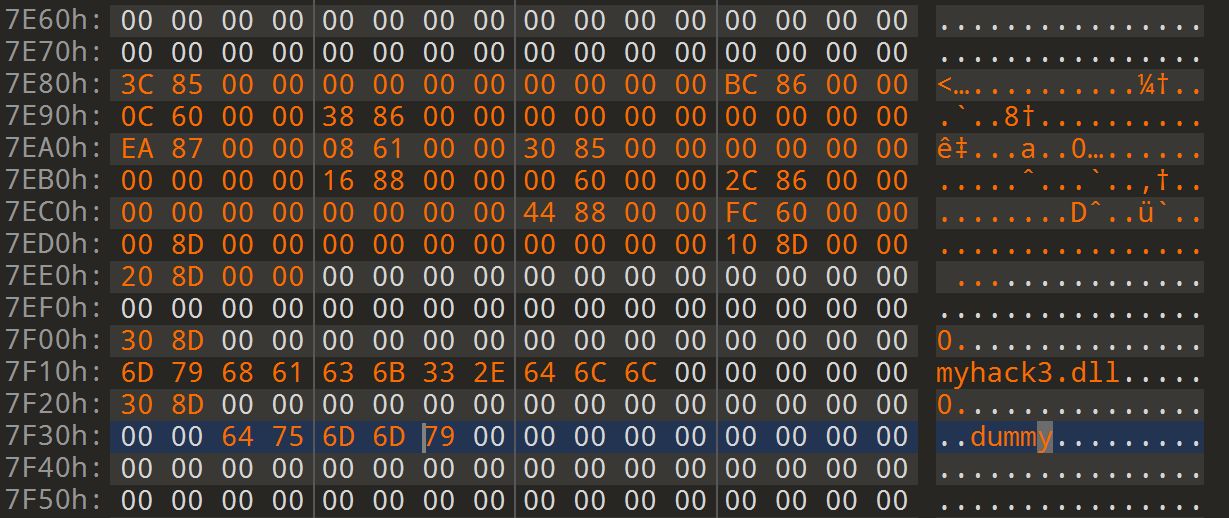 7E60h: 00 00 00 00 00 00 00 00 00 00 00 00 00 00 00 00 ................
7E70h: 00 00 00 00 00 00 00 00 00 00 00 00 00 00 00 00 ................
7E80h: 3C 85 00 00 00 00 00 00 00 00 00 00 BC 86 00 00 <…..........¼†..
7E90h: 0C 60 00 00 38 86 00 00 00 00 00 00 00 00 00 00 .`..8†..........
7EA0h: EA 87 00 00 08 61 00 00 30 85 00 00 00 00 00 00 ê‡...a..0…......
7EB0h: 00 00 00 00 16 88 00 00 00 60 00 00 2C 86 00 00 .....ˆ...`..,†..
7EC0h: 00 00 00 00 00 00 00 00 44 88 00 00 FC 60 00 00 ........Dˆ..ü`..
7ED0h: 00 8D 00 00 00 00 00 00 00 00 00 00 10 8D 00 00 ................
7EE0h: 20 8D 00 00 00 00 00 00 00 00 00 00 00 00 00 00  ...............
7EF0h: 00 00 00 00 00 00 00 00 00 00 00 00 00 00 00 00 ................
7F00h: 30 8D 00 00 00 00 00 00 00 00 00 00 00 00 00 00 0...............
7F10h: 6D 79 68 61 63 6B 33 2E 64 6C 6C 00 00 00 00 00 myhack3.dll.....
7F20h: 30 8D 00 00 00 00 00 00 00 00 00 00 00 00 00 00 0...............
7F30h: 00 00 64 75 6D 6D 79 00 00 00 00 00 00 00 00 00 ..dummy.........
7F40h: 00 00 00 00 00 00 00 00 00 00 00 00 00 00 00 00 ................
7F50h: 00 00 00 00 00 00 00 00 00 00 00 00 00 00 00 00 ................